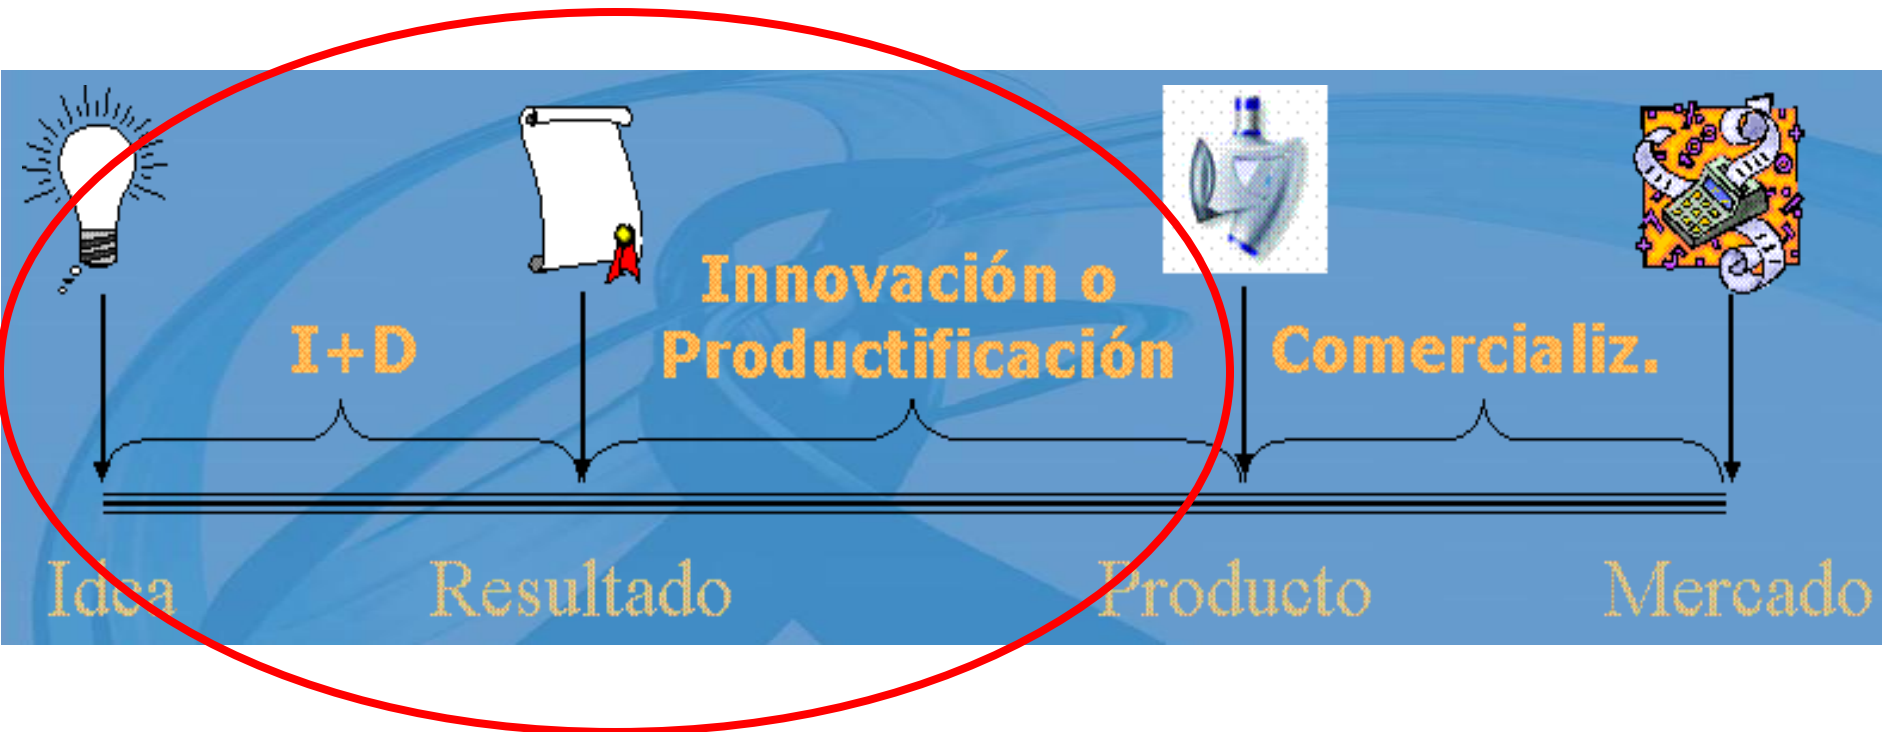 Innovación o
Productificación
I+D
Comercializ.
Idea
Resultado
Producto
Mercado